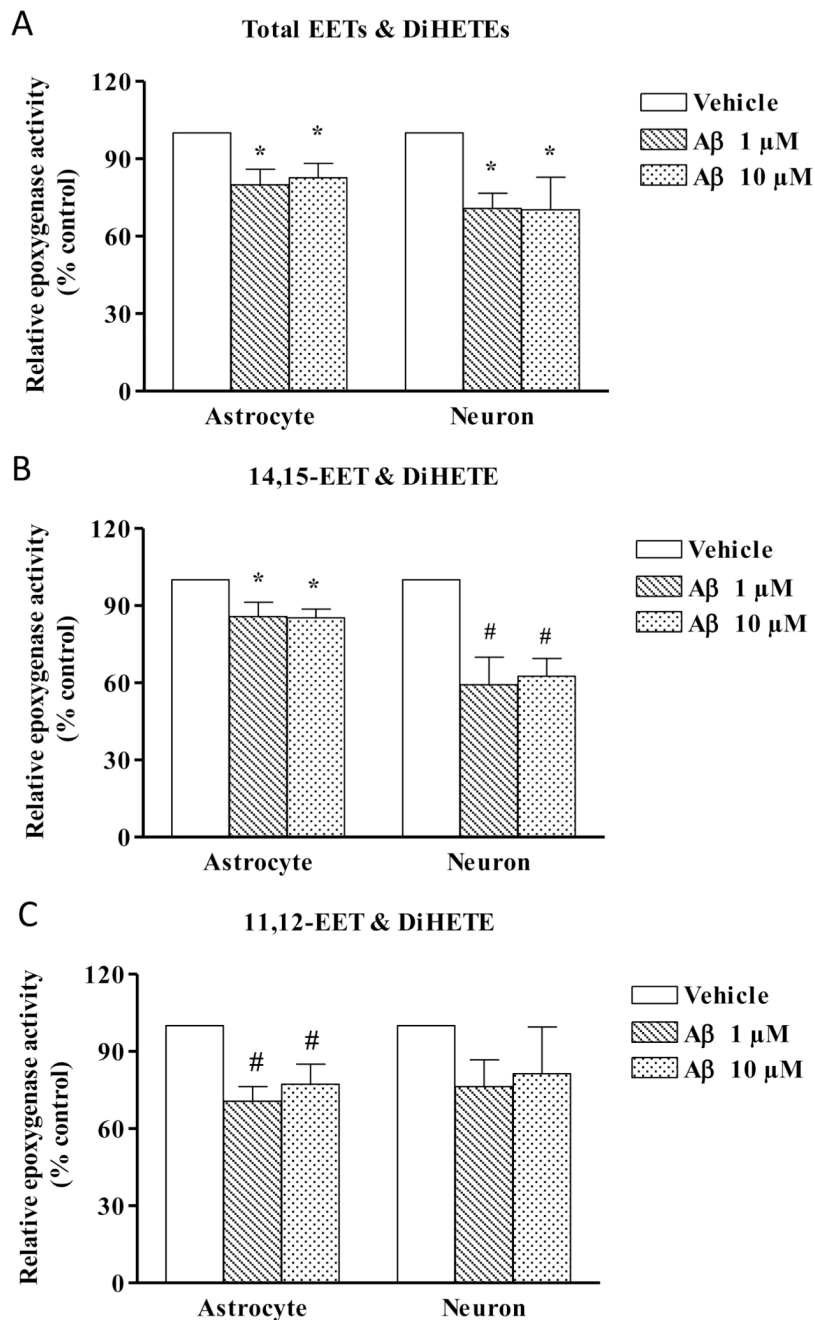 A
Total EETs & DiHETEs
Relative epoxygenase activity
(% control)
120
90
60
30
0
* * * *
Astrocyte Neuron
Vehicle
Aβ 1 µM
Aβ 10 µM
B
14,15-EET & DiHETE
Relative epoxygenase activity
(% control)
120
90
60
30
0
* * # #
Astrocyte Neuron
Vehicle
Aβ 1 µM
Aβ 10 µM
C
11,12-EET & DiHETE
Relative epoxygenase activity
(% control)
120
90
60
30
0
# #
Astrocyte Neuron
Vehicle
Aβ 1 µM
Aβ 10 µM